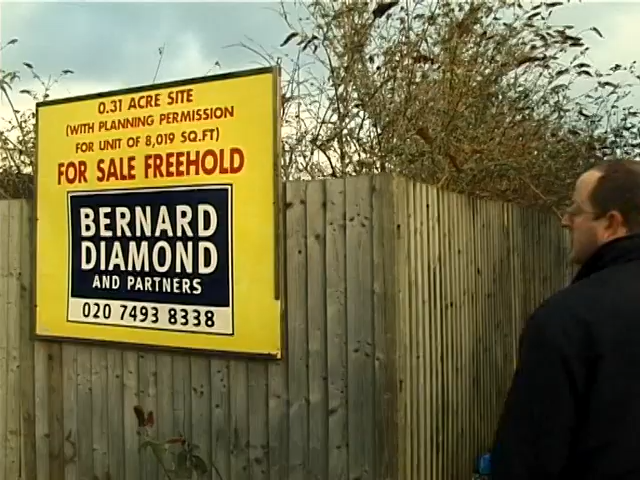 0.31 ACRE SITE
(WITH PLANNING PERMISSION
FOR UNIT OF 8,019 SQ.FT)
FOR SALE FREEHOLD
BERNARD
DIAMOND
AND PARTNERS
020 7493 8338